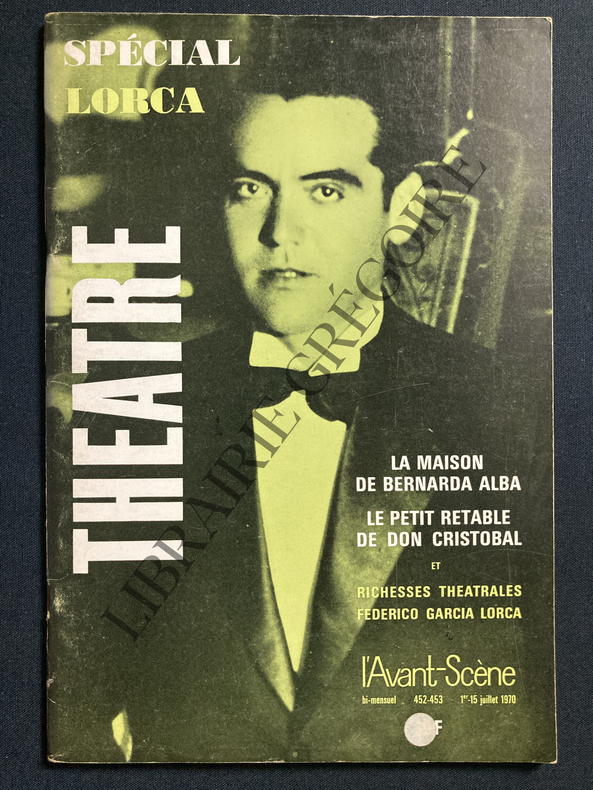 SPÉCIAL
LORCA
THEATRE
LA MAISON
DE BERNARDA ALBA
LE PETIT RETABLE
DE DON CRISTOBAL
ET
RICHESSES THEATRALES
FEDERICO GARCIA LORCA
l'Avant-Scène
bi-mensuel 452-453 1er-15 juillet 1970
F
LIBRAIRIE GRÉGOIRE